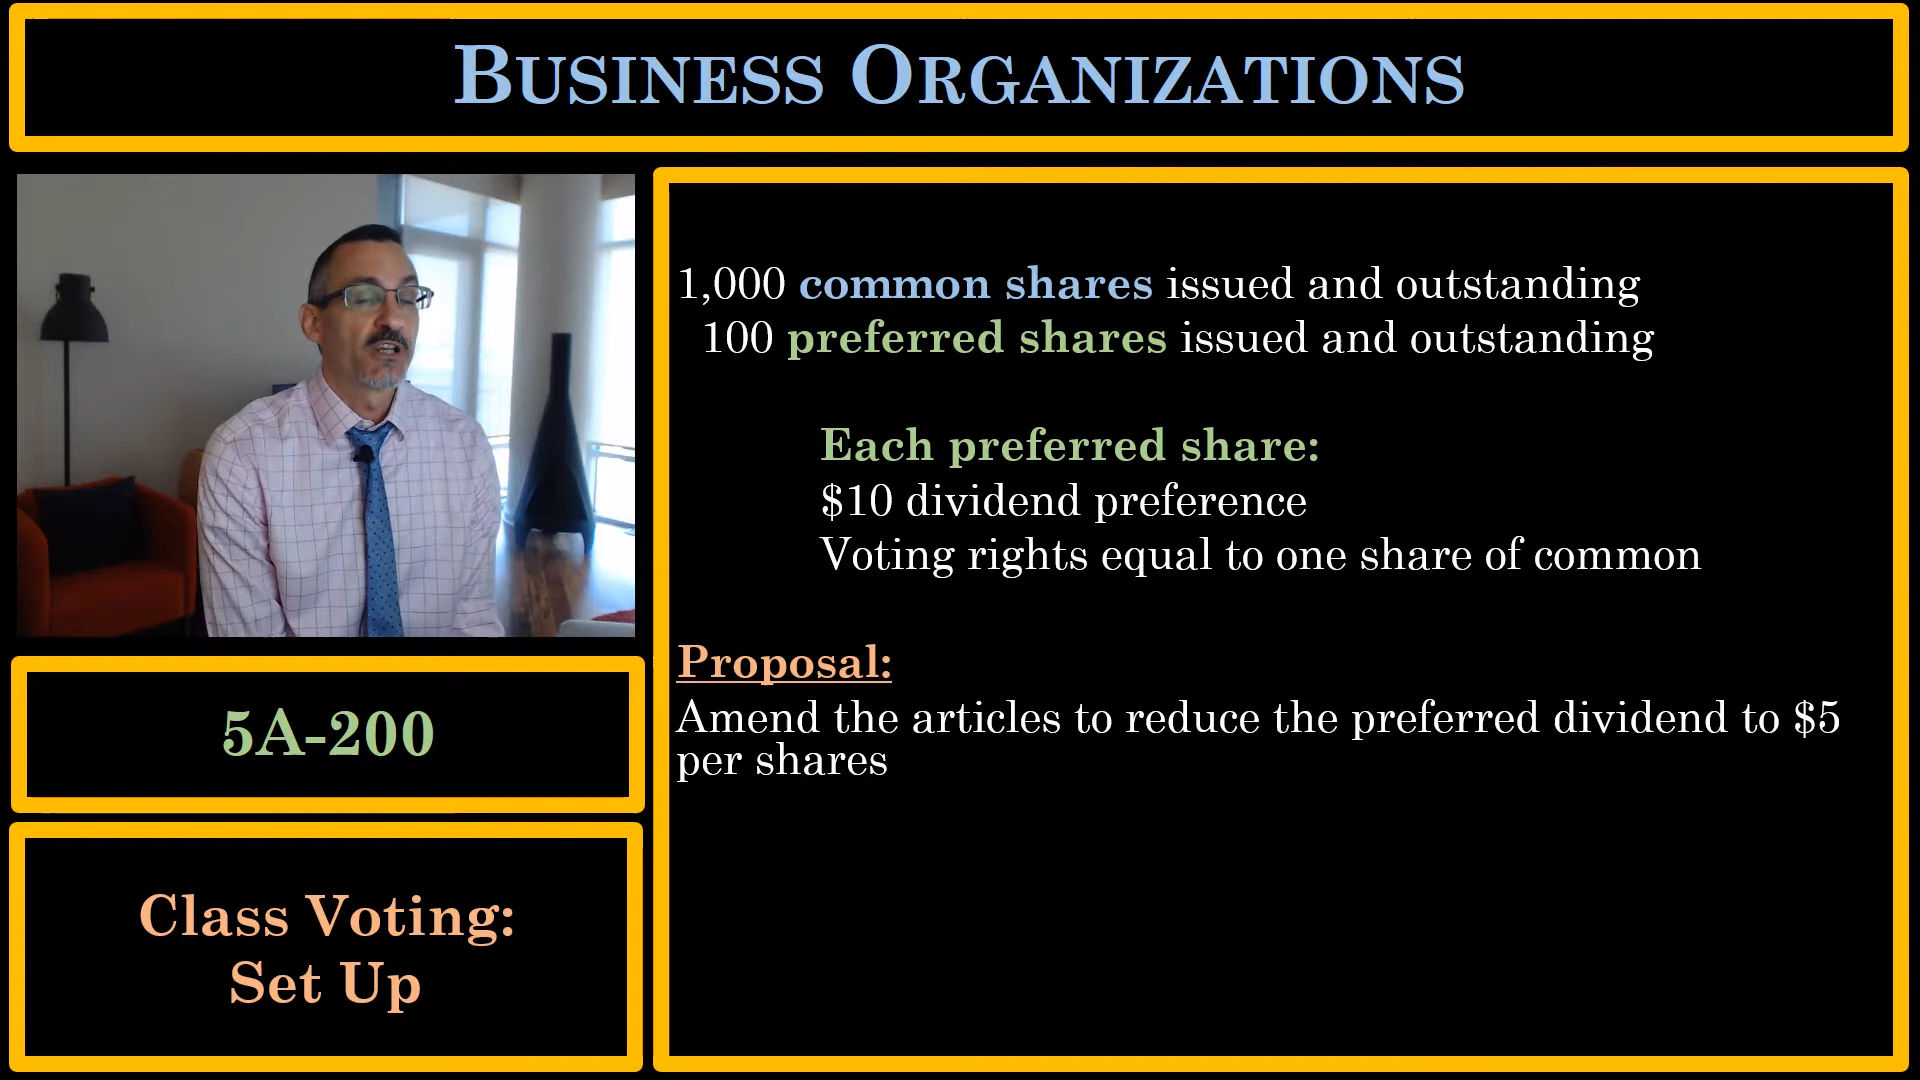 BUSINESS ORGANIZATIONS
1,000 common shares issued and outstanding
100 preferred shares issued and outstanding
Each preferred share:
$10 dividend preference
Voting rights equal to one share of common
Proposal:
Amend the articles to reduce the preferred dividend to $5
per shares
5A-200
Class Voting:
Set Up